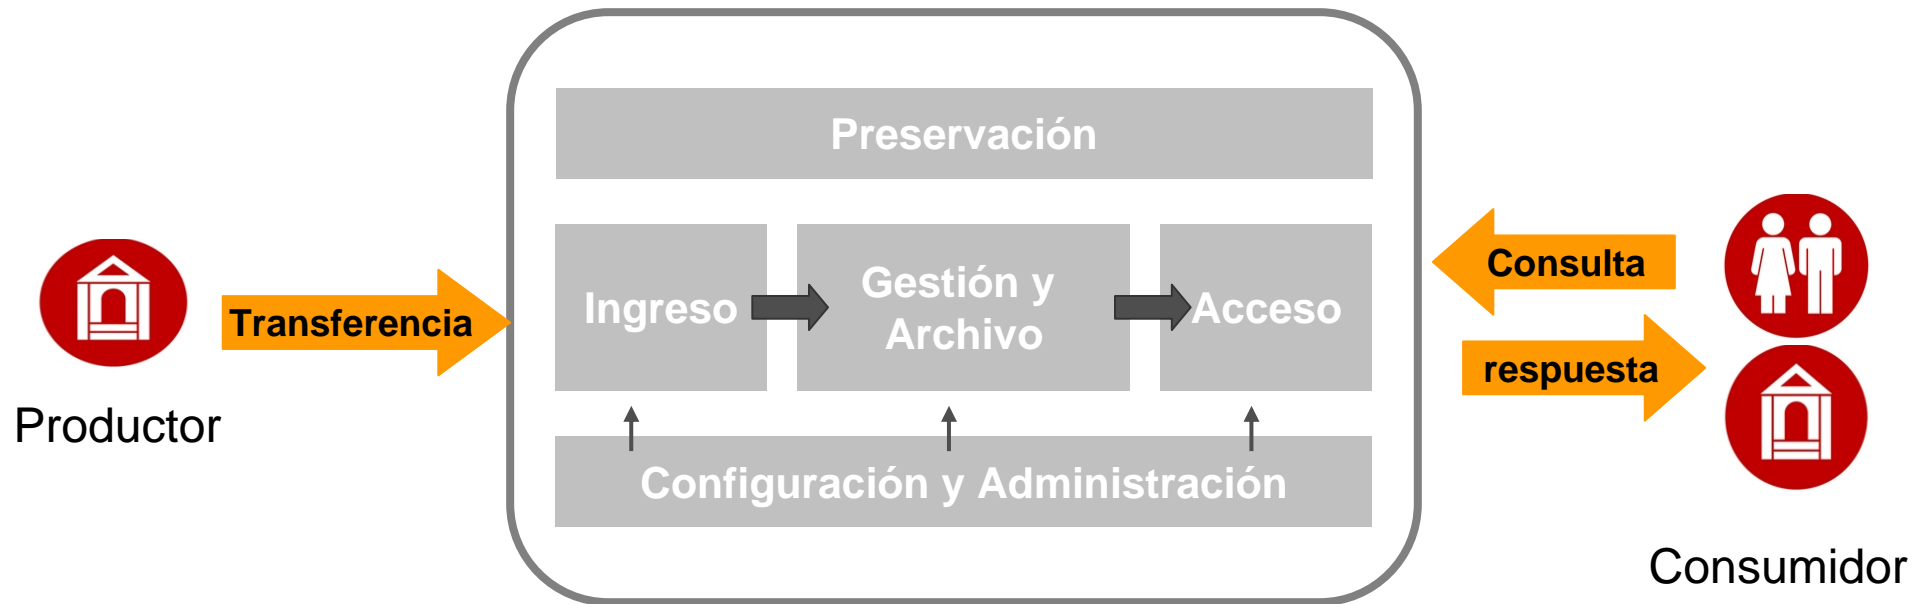 Preservación
Ingreso
Gestión y
Archivo
Acceso
Configuración y Administración
Transferencia
Productor
Consulta
respuesta
Consumidor